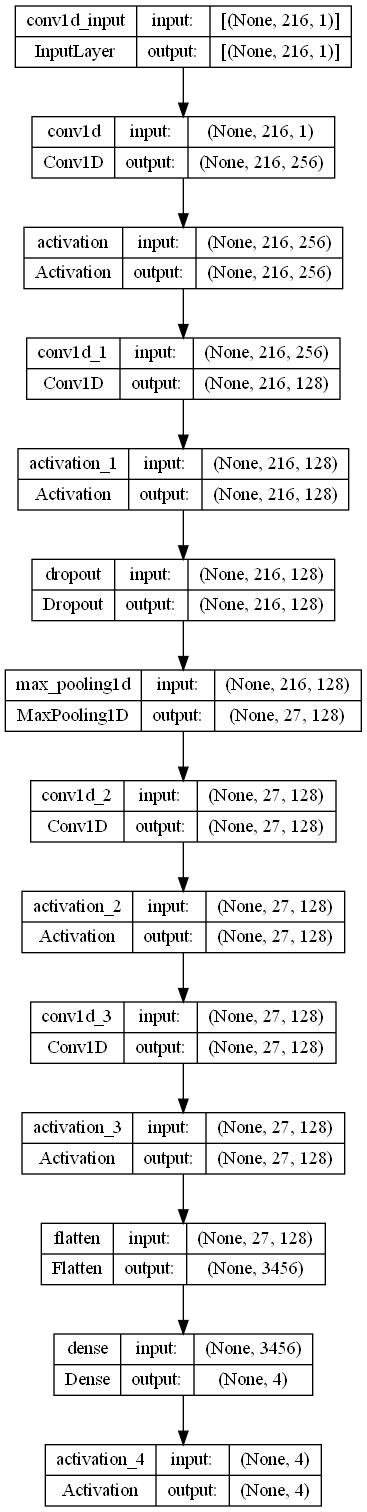 conv1d_input input: [(None, 216, 1)]
InputLayer output: [(None, 216, 1)]
conv1d input: (None, 216, 1)
Conv1D output: (None, 216, 256)
activation input: (None, 216, 256)
Activation output: (None, 216, 256)
conv1d_1 input: (None, 216, 256)
Conv1D output: (None, 216, 128)
activation_1 input: (None, 216, 128)
Activation output: (None, 216, 128)
dropout input: (None, 216, 128)
Dropout output: (None, 216, 128)
max_pooling1d input: (None, 216, 128)
MaxPooling1D output: (None, 27, 128)
conv1d_2 input: (None, 27, 128)
Conv1D output: (None, 27, 128)
activation_2 input: (None, 27, 128)
Activation output: (None, 27, 128)
conv1d_3 input: (None, 27, 128)
Conv1D output: (None, 27, 128)
activation_3 input: (None, 27, 128)
Activation output: (None, 27, 128)
flatten input: (None, 27, 128)
Flatten output: (None, 3456)
dense input: (None, 3456)
Dense output: (None, 4)
activation_4 input: (None, 4)
Activation output: (None, 4)